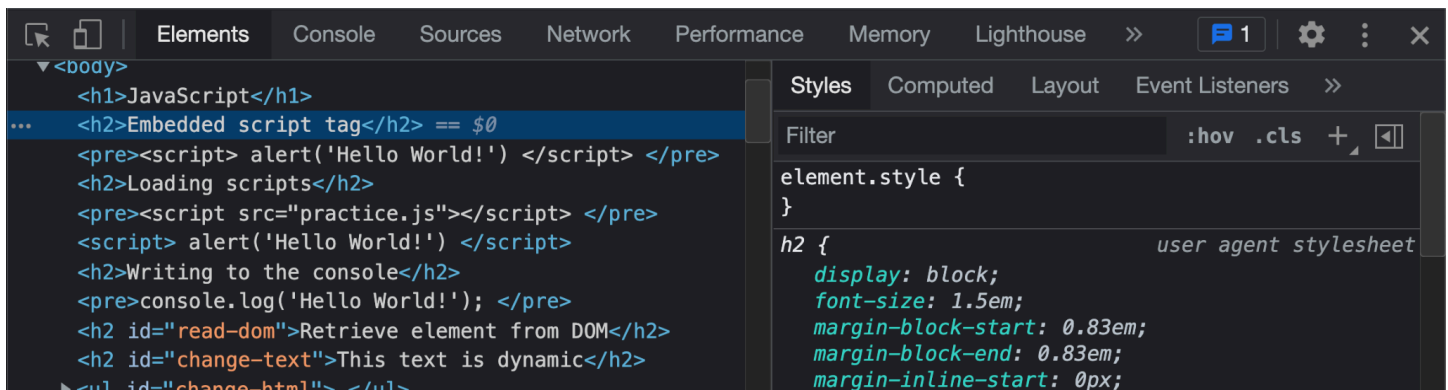 Elements Console Sources Network Performance Memory Lighthouse » 1
▼<body>
<h1>JavaScript</h1>
··· <h2>Embedded script tag</h2> == $0
<pre><script> alert('Hello World!') </script> </pre>
<h2>Loading scripts</h2>
<pre><script src="practice.js"></script> </pre>
<script> alert('Hello World!') </script>
<h2>Writing to the console</h2>
<pre>console.log('Hello World!'); </pre>
<h2 id="read-dom">Retrieve element from DOM</h2>
<h2 id="change-text">This text is dynamic</h2>
▶<ul id="change-html"> </ul>
Styles Computed Layout Event Listeners »
Filter :hov .cls +
element.style {
}
h2 { user agent stylesheet
display: block;
font-size: 1.5em;
margin-block-start: 0.83em;
margin-block-end: 0.83em;
margin-inline-start: 0px;